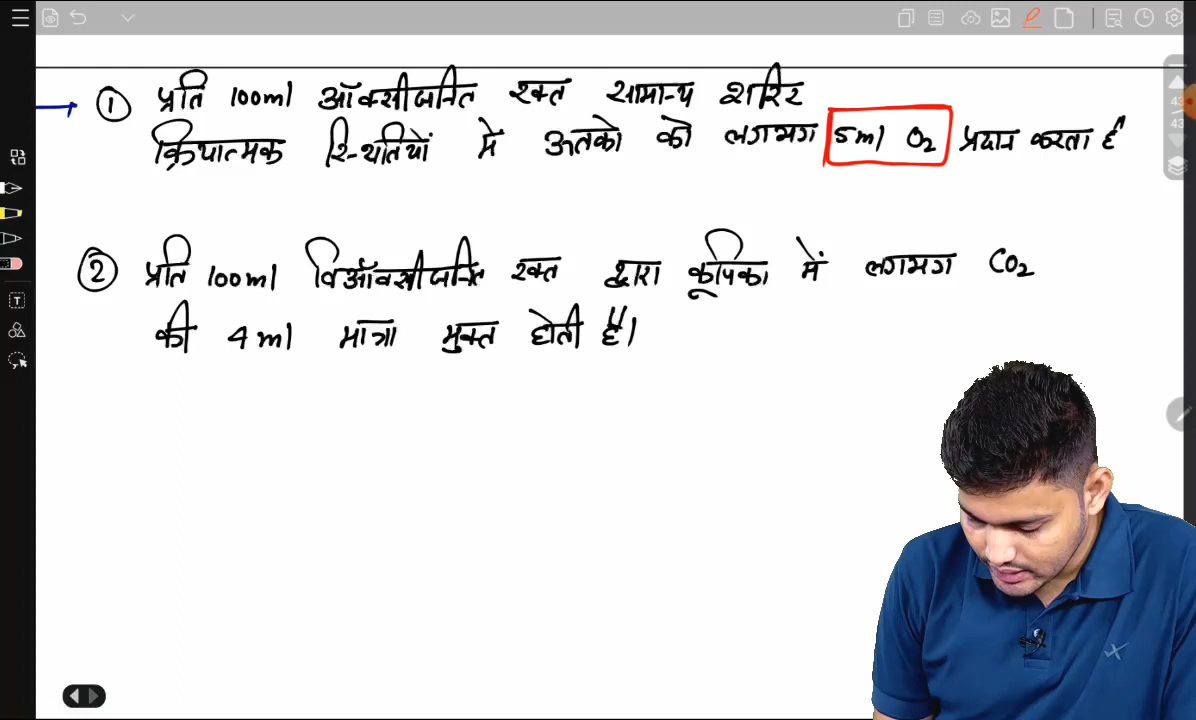 ① प्रति 100ml ऑक्सीजनित रक्त सामान्य शरिर
क्रियात्मक स्थितियों में ऊतको को लगभग 5ml O₂ प्रदान करता है
② प्रति 100ml विऑक्सीजनित रक्त द्वारा कूपिका में लगभग CO₂
की 4ml मात्रा मुक्त होती है।